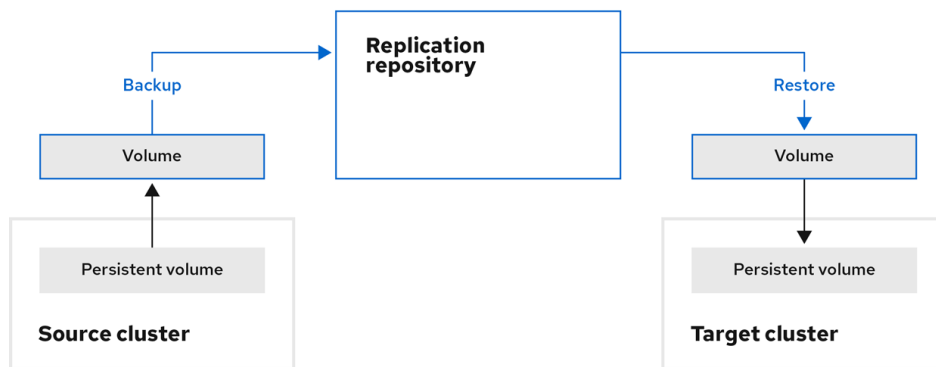 Replication
repository
Backup
Restore
Volume
Volume
Persistent volume
Persistent volume
Source cluster
Target cluster